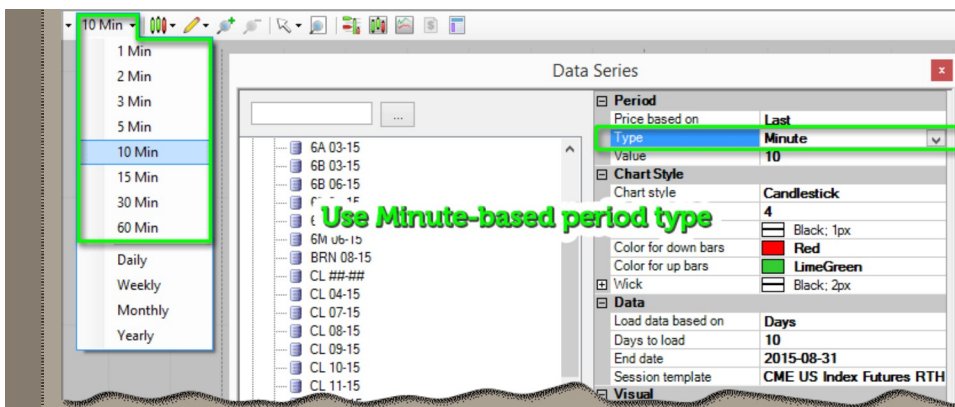 10 Min
1 Min
2 Min
3 Min
5 Min
10 Min
15 Min
30 Min
60 Min
Daily
Weekly
Monthly
Yearly
Data Series
x
...
6A 03-15
6B 03-15
6B 06-15
6M 06-15
BRN 08-15
CL ##-##
CL 04-15
CL 07-15
CL 08-15
CL 09-15
CL 10-15
CL 11-15
Use Minute-based period type
Period
Price based on Last
Type Minute
Value 10
Chart Style
Chart style Candlestick
4
Black; 1px
Color for down bars Red
Color for up bars LimeGreen
Wick Black; 2px
Data
Load data based on Days
Days to load 10
End date 2015-08-31
Session template CME US Index Futures RTH
Visual